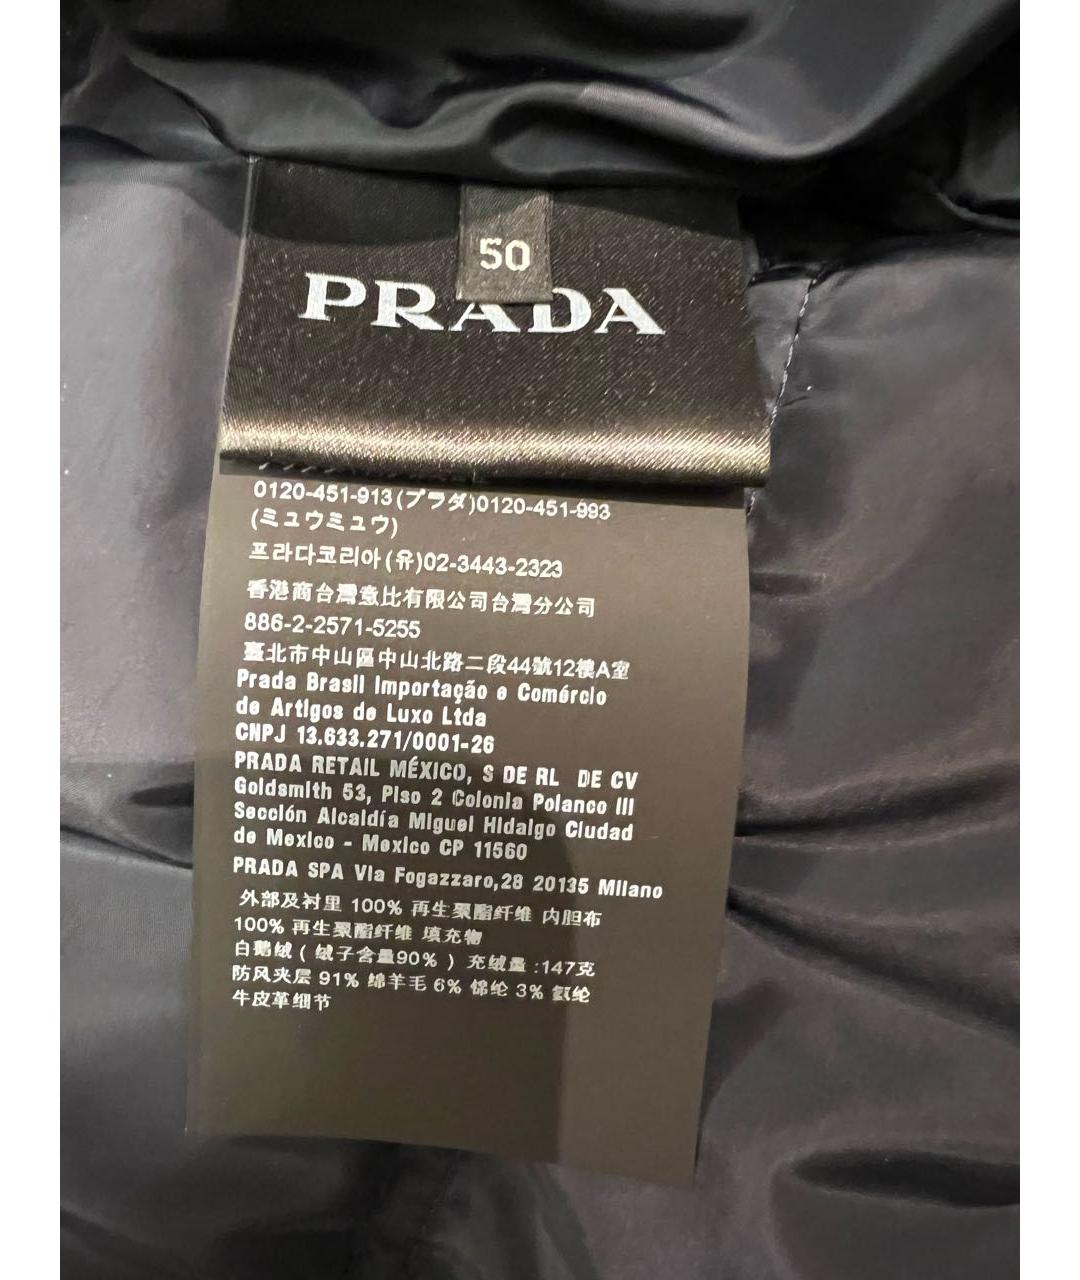 50
PRADA
0120-451-913(プラダ)0120-451-993
(ミュウミュウ)
프라다코리아(유)02-3443-2323
香港商台灣意比有限公司台灣分公司
886-2-2571-5255
臺北市中山區中山北路二段44號12樓A室
Prada Brasil Importação e Comércio
de Artigos de Luxo Ltda
CNPJ 13.633.271/0001-26
PRADA RETAIL MÉXICO, S DE RL DE CV
Goldsmith 53, Piso 2 Colonia Polanco III
Sección Alcaldía Miguel Hidalgo Ciudad
de Mexico - Mexico CP 11560
PRADA SPA Via Fogazzaro,28 20135 Milano
外部及衬里 100% 再生聚酯纤维 内胆布
100% 再生聚酯纤维 填充物
白鹅绒 ( 绒子含量90% ) 充绒量 :147克
防风夹层 91% 绵羊毛 6% 锦纶 3% 氨纶
牛皮革细节